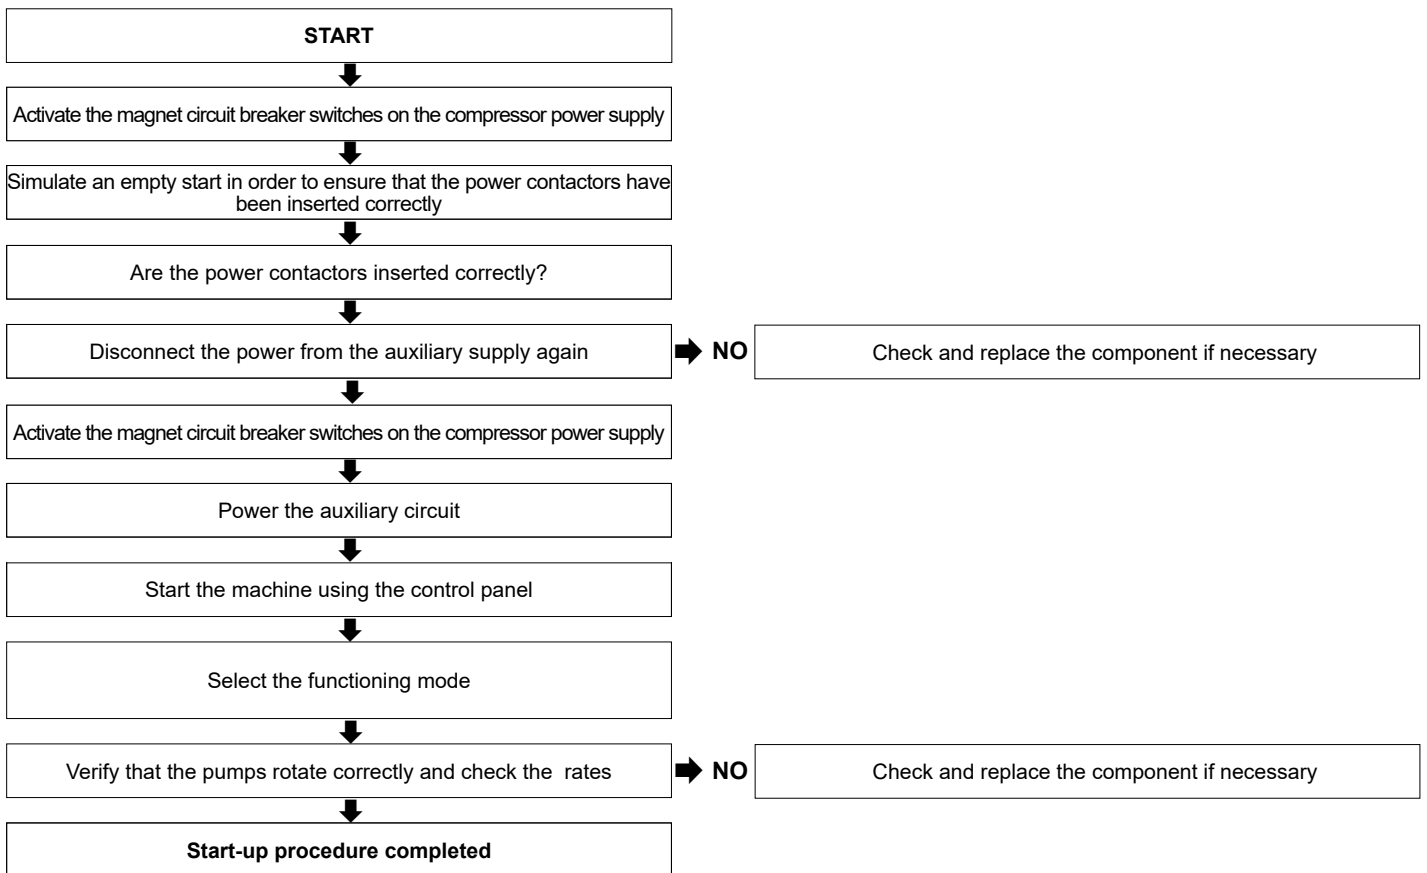 START
Activate the magnet circuit breaker switches on the compressor power supply
Simulate an empty start in order to ensure that the power contactors have
been inserted correctly
Are the power contactors inserted correctly?
Disconnect the power from the auxiliary supply again
NO
Check and replace the component if necessary
Activate the magnet circuit breaker switches on the compressor power supply
Power the auxiliary circuit
Start the machine using the control panel
Select the functioning mode
Verify that the pumps rotate correctly and check the  rates
NO
Check and replace the component if necessary
Start-up procedure completed